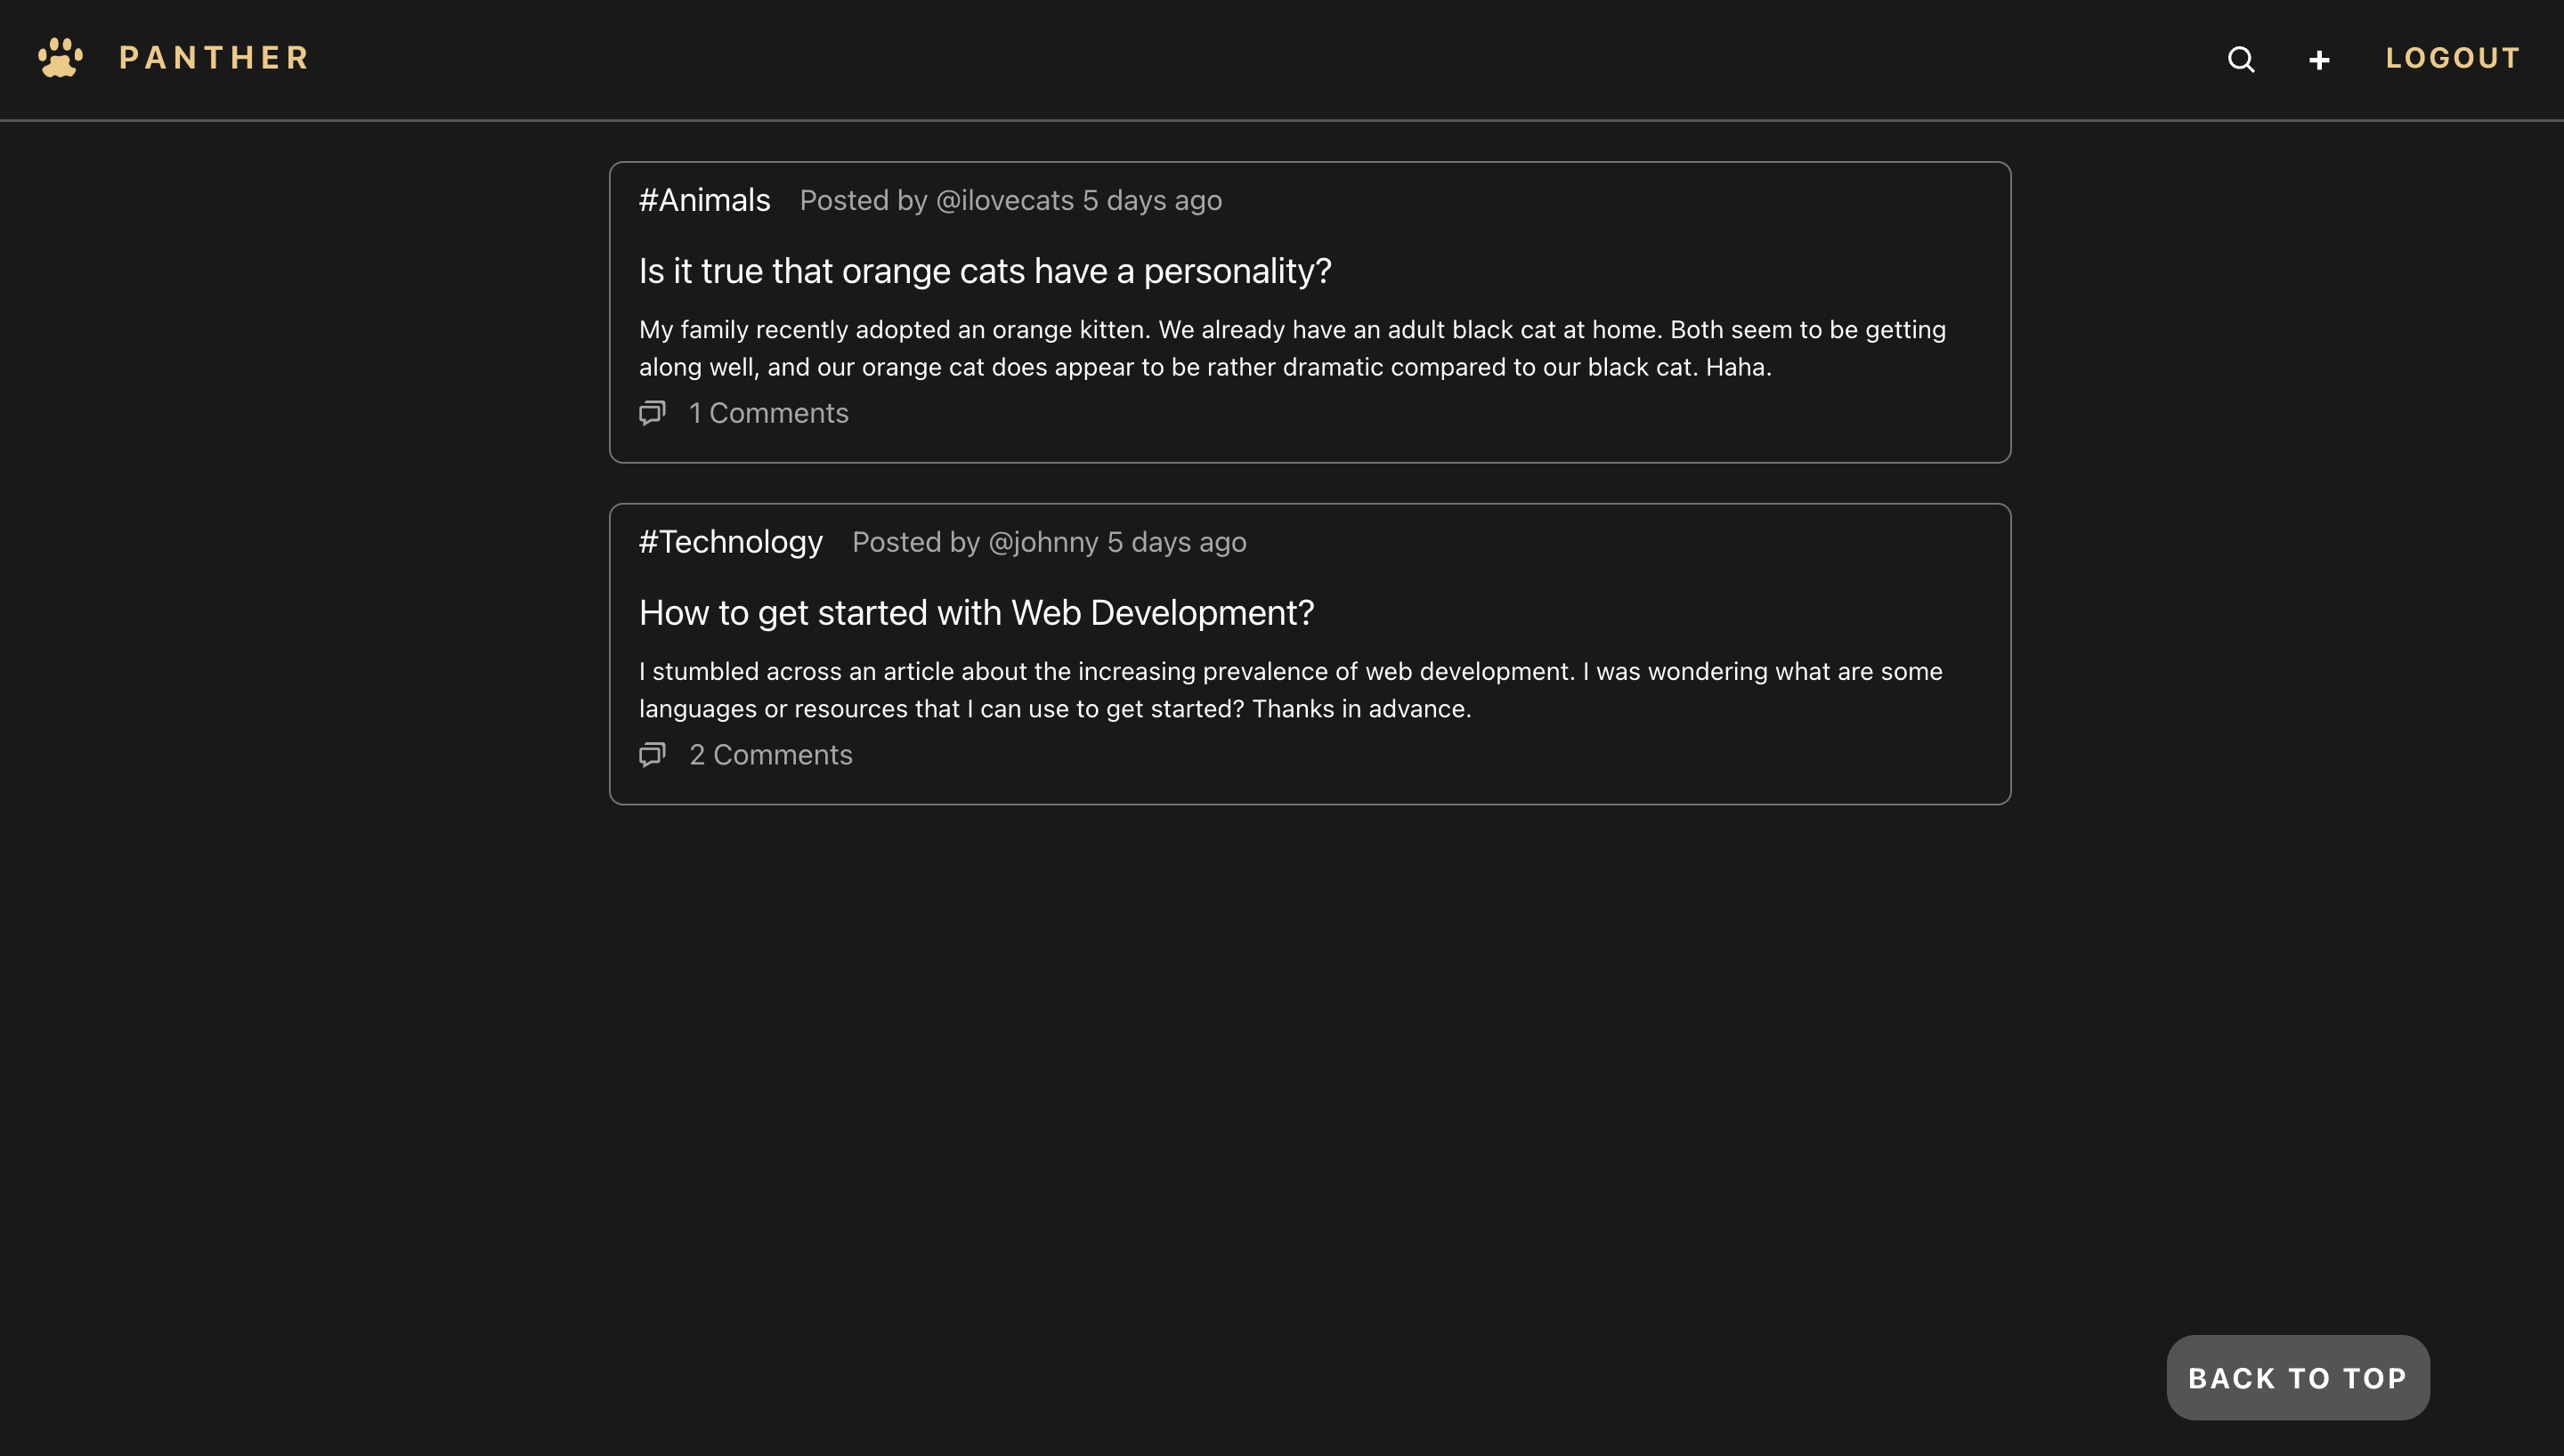 PANTHER
LOGOUT
#Animals Posted by @ilovecats 5 days ago
Is it true that orange cats have a personality?
My family recently adopted an orange kitten. We already have an adult black cat at home. Both seem to be getting
along well, and our orange cat does appear to be rather dramatic compared to our black cat. Haha.
1 Comments
#Technology Posted by @johnny 5 days ago
How to get started with Web Development?
I stumbled across an article about the increasing prevalence of web development. I was wondering what are some
languages or resources that I can use to get started? Thanks in advance.
2 Comments
BACK TO TOP